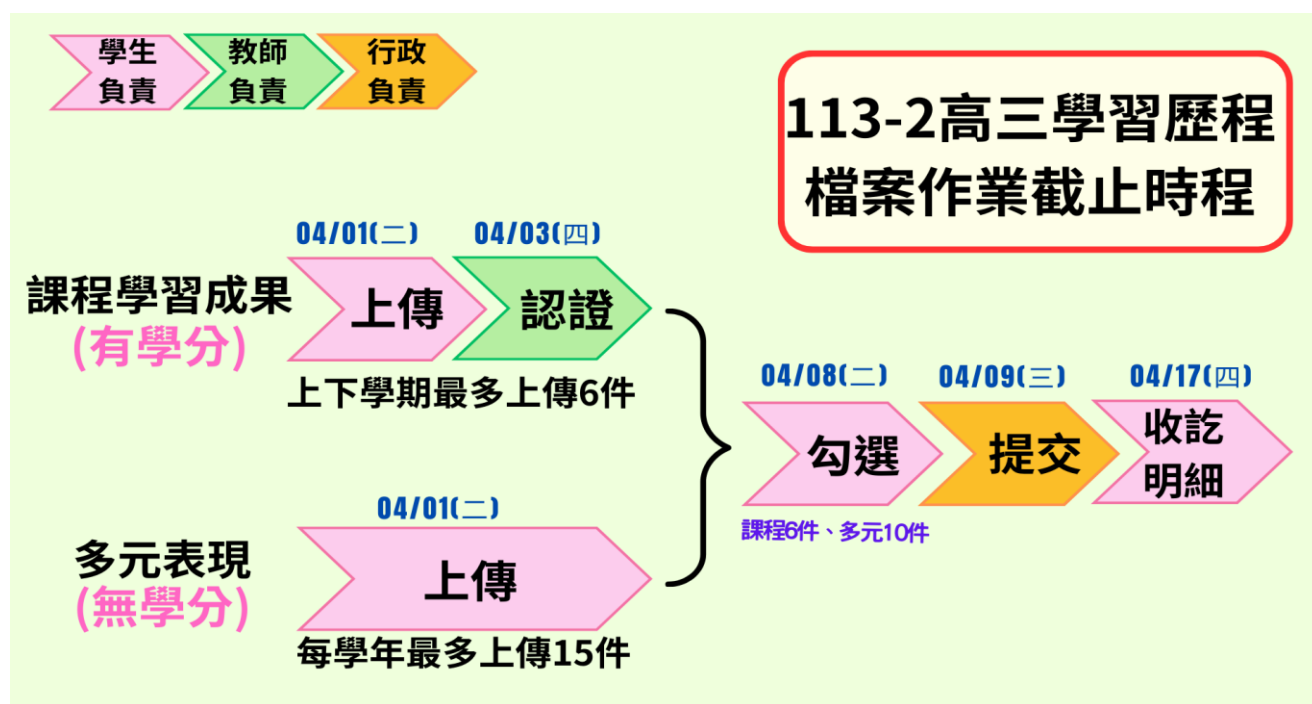 學生
負責
教師
負責
行政
負責
113-2高三學習歷程
檔案作業截止時程
04/01(二)
04/03(四)
課程學習成果
(有學分)
上傳
認證
上下學期最多上傳6件
04/08(二)
04/09(三)
04/17(四)
勾選
提交
收訖
明細
課程6件、多元10件
04/01(二)
多元表現
(無學分)
上傳
每學年最多上傳15件